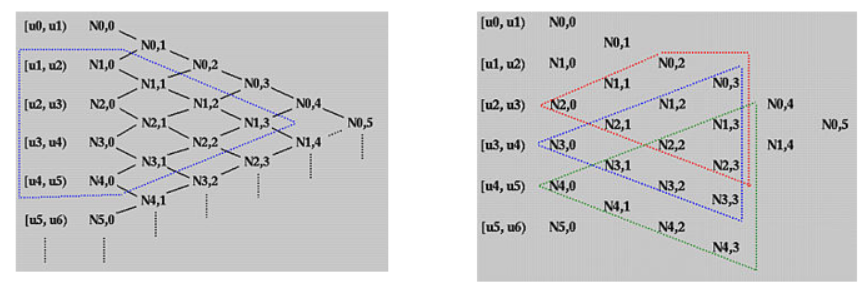 [u0, u1) N0,0
N0,1
[u1, u2) N1,0 N0,2
N1,1 N0,3
[u2, u3) N2,0 N1,2 N0,4
N2,1 N1,3 N0,5
[u3, u4) N3,0 N2,2 N1,4
N3,1 N2,3
[u4, u5) N4,0 N3,2
N4,1
[u5, u6) N5,0
[u0, u1) N0,0
N0,1
[u1, u2) N1,0 N0,2
N1,1 N0,3
[u2, u3) N2,0 N1,2 N0,4
N2,1 N1,3 N0,5
[u3, u4) N3,0 N2,2 N1,4
N3,1 N2,3
[u4, u5) N4,0 N3,2
N4,1 N3,3
[u5, u6) N5,0 N4,2
N4,3